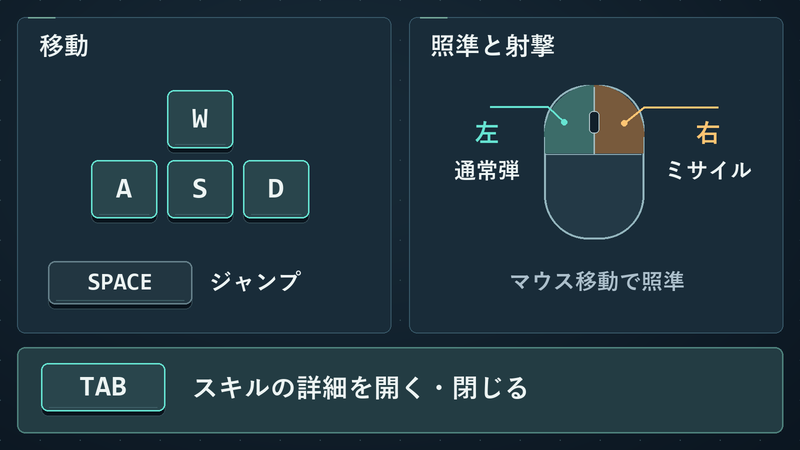 移動
W
A S D
SPACE ジャンプ
照準と射撃
左 右
通常弾 ミサイル
マウス移動で照準
TAB スキルの詳細を開く・閉じる